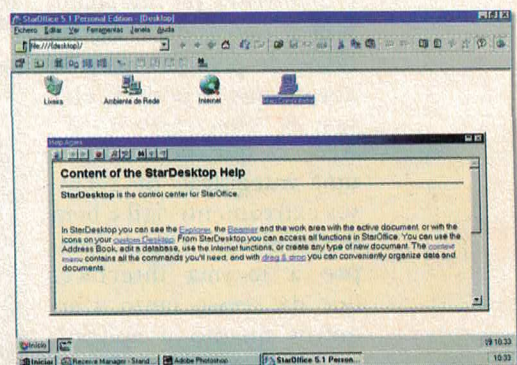 StarOffice 5.1 Personal Edition - [Desktop]
Ficheiro Editar Ver Ferramentas Janela Ajuda
file:///(desktop)/
Lixeira
Ambiente de Rede
Internet
Meu Computador
Help Agent
Content of the StarDesktop Help
StarDesktop is the control center for StarOffice.
In StarDesktop you can see the Explorer, the Beamer and the work area with the active document, or with the
icons on your custom Desktop. From StarDesktop you can access all functions in StarOffice. You can use the
Address Book, edit a database, use the Internet functions, or create any type of new document. The context
menu contains all the commands you'll need, and with drag & drop you can conveniently organize data and
documents.
Início
10:33
Iniciar
Receive Manager - Stand...
Adobe Photoshop
StarOffice 5.1 Person...
10:33